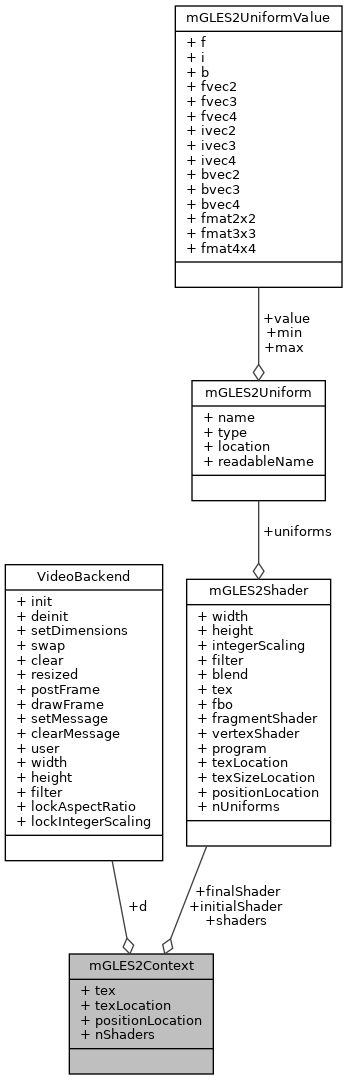 mGLES2UniformValue
+ f
+ i
+ b
+ fvec2
+ fvec3
+ fvec4
+ ivec2
+ ivec3
+ ivec4
+ bvec2
+ bvec3
+ bvec4
+ fmat2x2
+ fmat3x3
+ fmat4x4
+value
+min
+max
mGLES2Uniform
+ name
+ type
+ location
+ readableName
+uniforms
VideoBackend
+ init
+ deinit
+ setDimensions
+ swap
+ clear
+ resized
+ postFrame
+ drawFrame
+ setMessage
+ clearMessage
+ user
+ width
+ height
+ filter
+ lockAspectRatio
+ lockIntegerScaling
mGLES2Shader
+ width
+ height
+ integerScaling
+ filter
+ blend
+ tex
+ fbo
+ fragmentShader
+ vertexShader
+ program
+ texLocation
+ texSizeLocation
+ positionLocation
+ nUniforms
+d
+finalShader
+initialShader
+shaders
mGLES2Context
+ tex
+ texLocation
+ positionLocation
+ nShaders